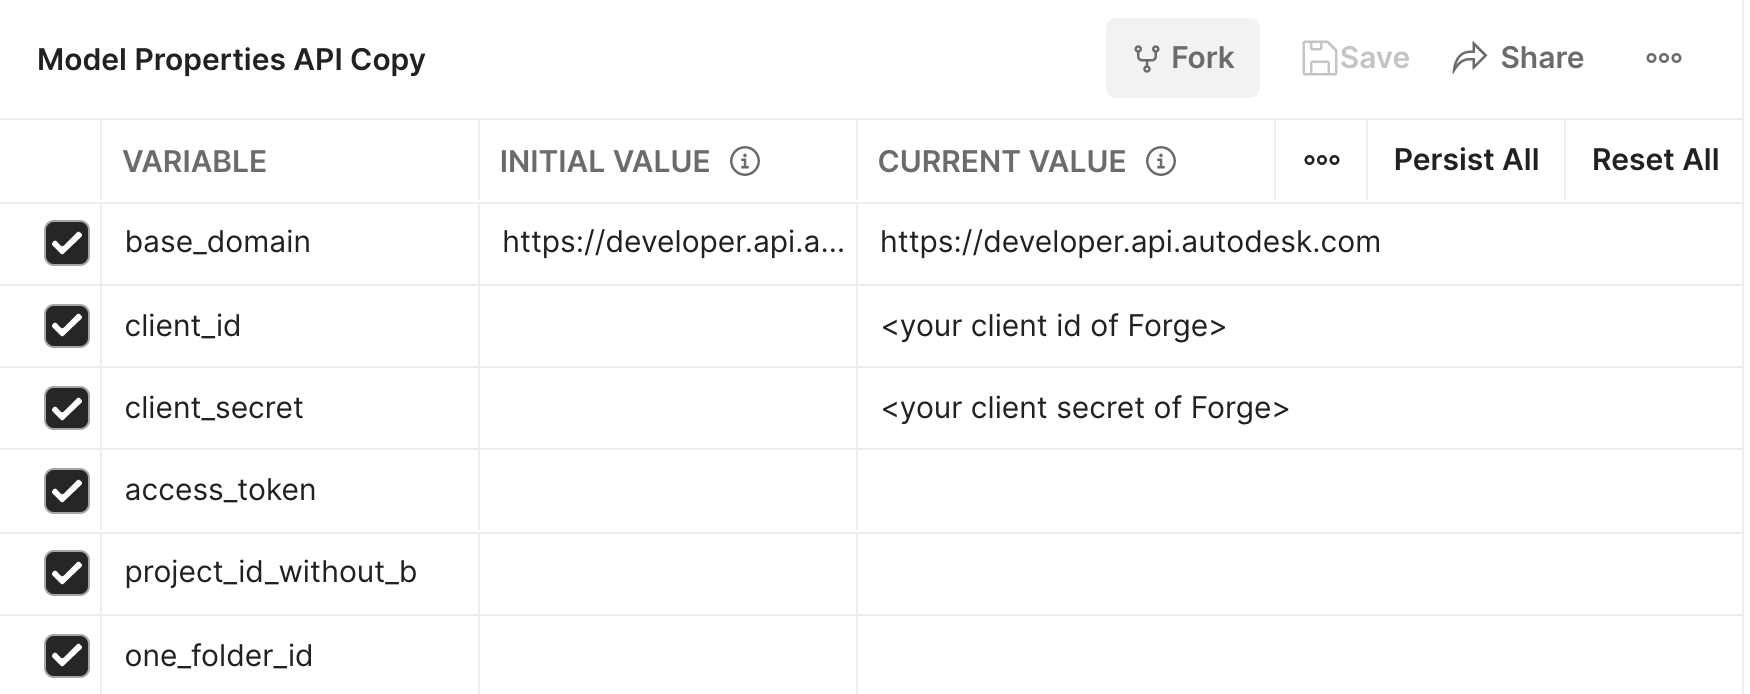 Model Properties API Copy Fork Save Share
VARIABLE INITIAL VALUE CURRENT VALUE Persist All Reset All
base_domain https://developer.api.a... https://developer.api.autodesk.com
client_id <your client id of Forge>
client_secret <your client secret of Forge>
access_token
project_id_without_b
one_folder_id